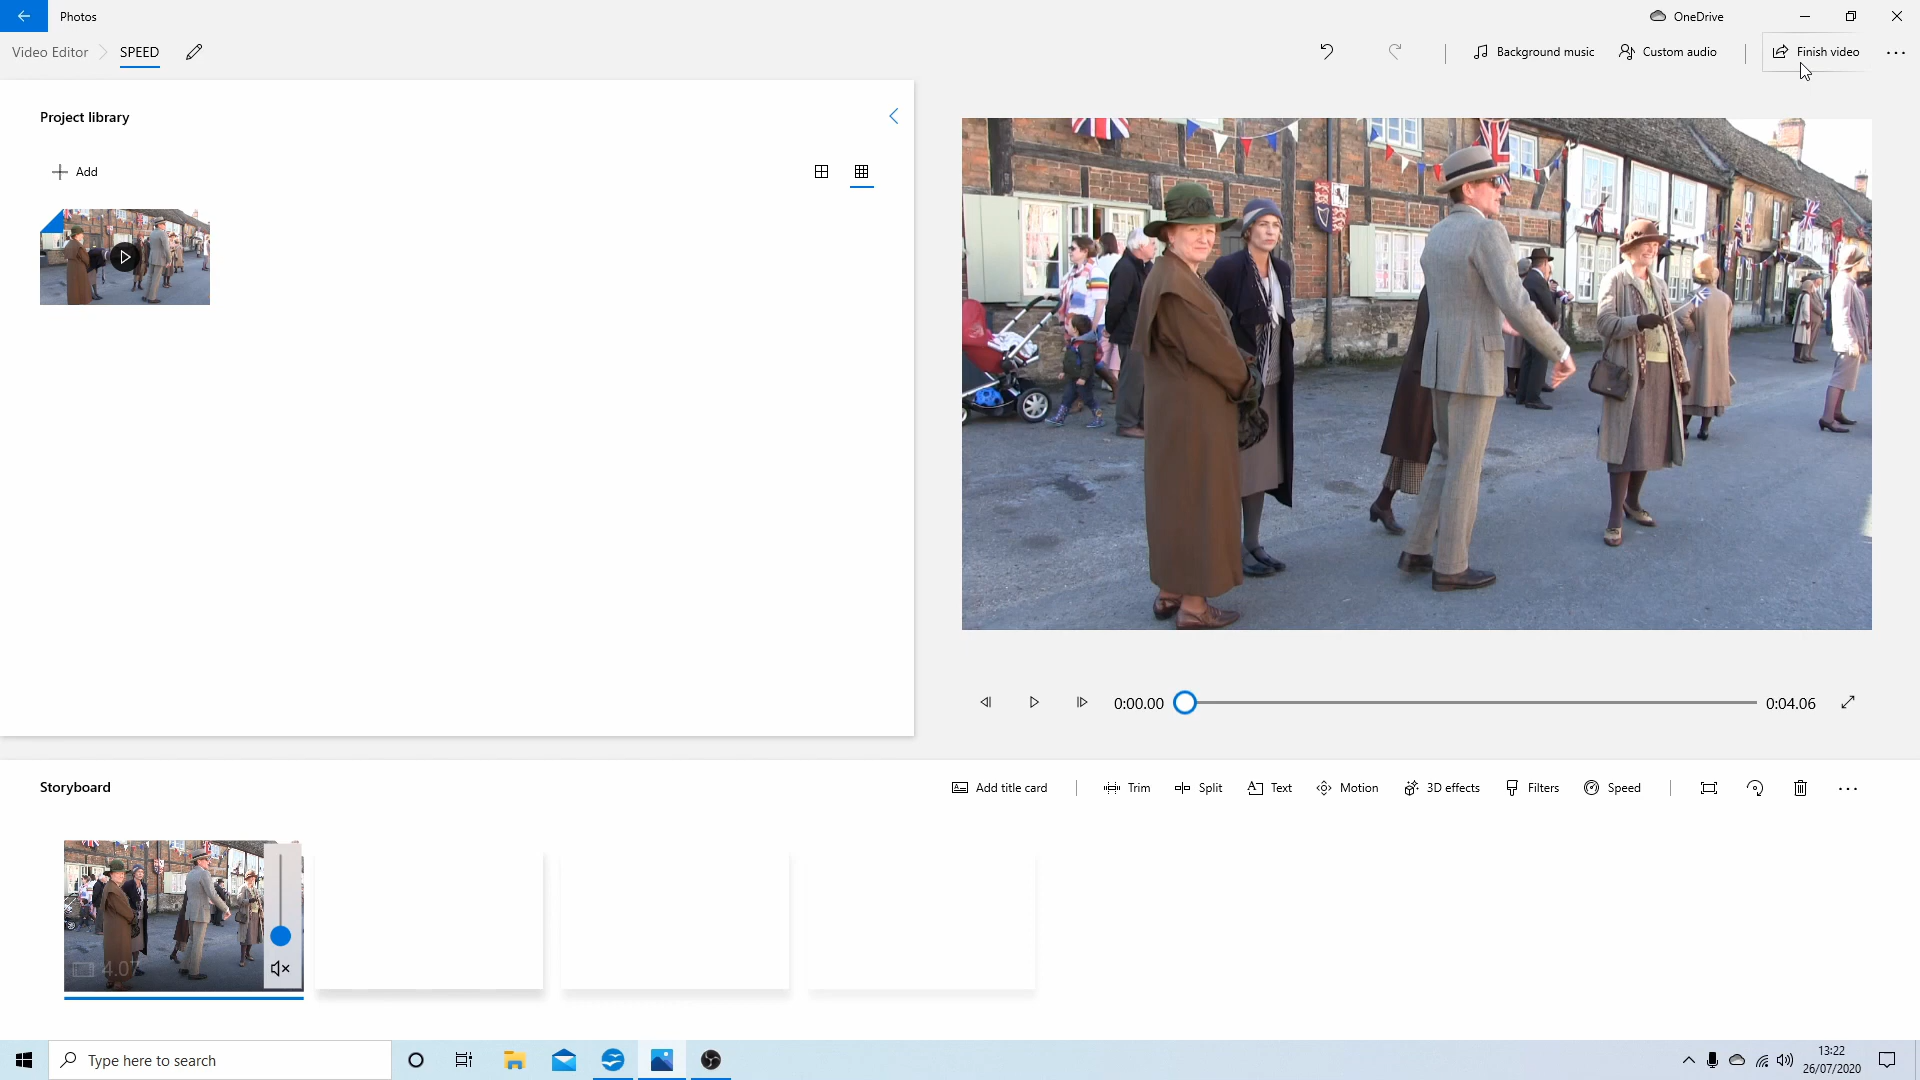 Photos
OneDrive
Video Editor
SPEED
Background music
Custom audio
Finish video
Project library
Add
0:00.00
0:04.06
Storyboard
Add title card
Trim
Split
Text
Motion
3D effects
Filters
Speed
4.07
Type here to search
13:22
26/07/2020